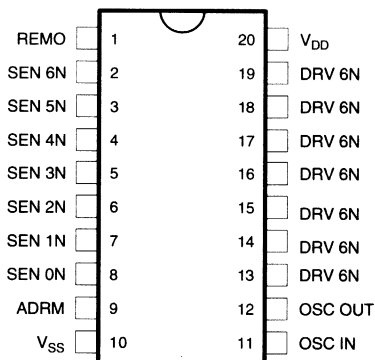 REMO 1 20 VDD
SEN 6N 2 19 DRV 6N
SEN 5N 3 18 DRV 6N
SEN 4N 4 17 DRV 6N
SEN 3N 5 16 DRV 6N
SEN 2N 6 15 DRV 6N
SEN 1N 7 14 DRV 6N
SEN 0N 8 13 DRV 6N
ADRM 9 12 OSC OUT
VSS 10 11 OSC IN